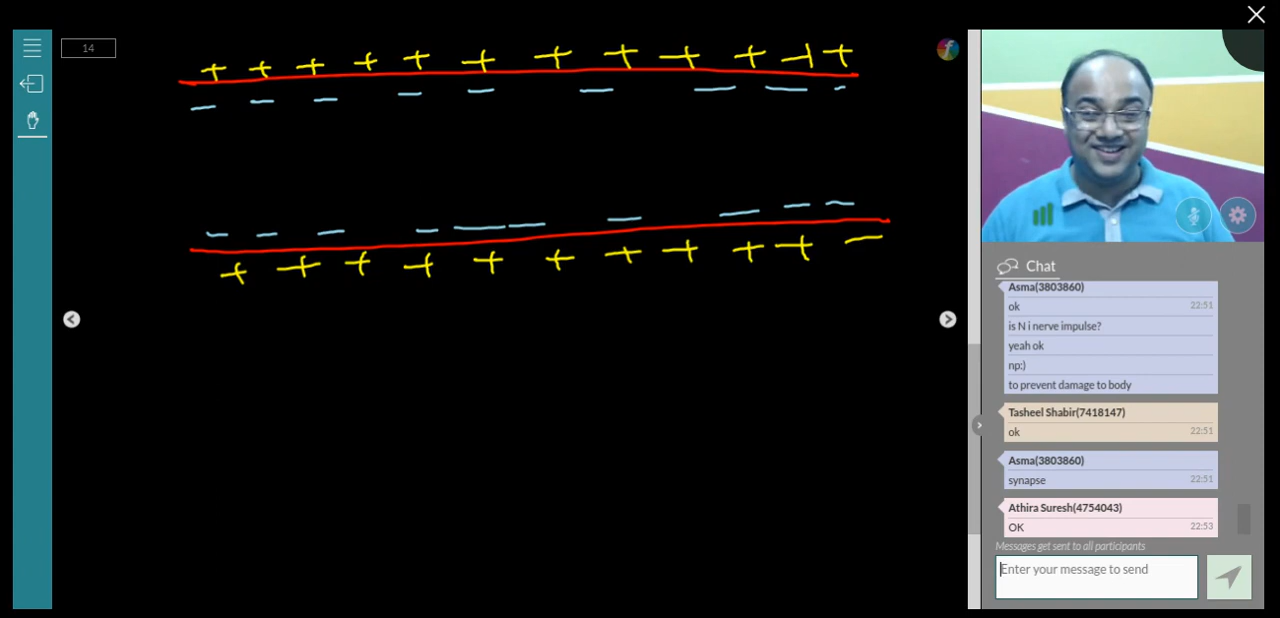 14
+ + + + + + + + + + + +
− − − − − − − − −
− − − − − − − − − −
+ + + + + + + + + + −
Chat
Asma(3803860)
ok 22:51
is N i nerve impulse?
yeah ok
np:)
to prevent damage to body
Tasheel Shabir(7418147)
ok 22:51
Asma(3803860)
synapse 22:51
Athira Suresh(4754043)
OK 22:53
Messages get sent to all participants
Enter your message to send